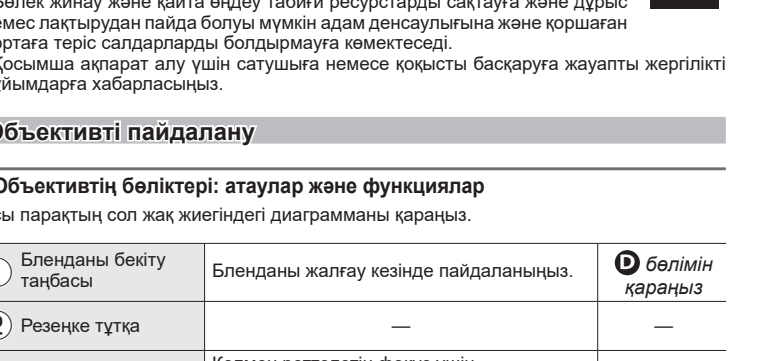 Бөлек жинау және қайта өңдеу табиғи ресурстарды сақтауға және дұрыс
емес лақтырудан пайда болуы мүмкін адам денсаулығына және қоршаған
ортаға теріс салдарларды болдырмауға көмектеседі.
Қосымша ақпарат алу үшін сатушыға немесе қоқысты басқаруға жауапты жергілікті
ұйымдарға хабарласыңыз.
Объективті пайдалану
Объективтің бөліктері: атаулар және функциялар
сы парақтың сол жақ жиегіндегі диаграмманы қараңыз.
Бленданы бекіту таңбасы
Бленданы жалғау кезінде пайдаланыңыз.
D бөлімін
қараңыз
2 Резеңке тұтқа
—
—